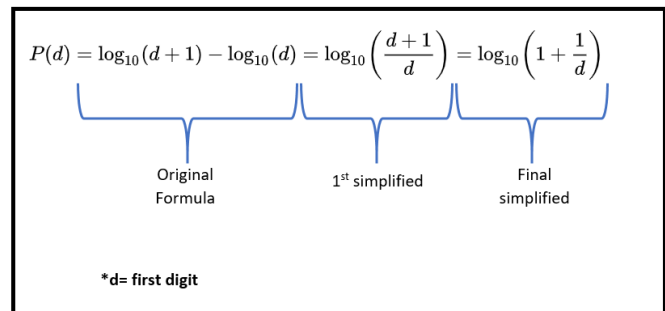 P(d) = log₁₀(d + 1) − log₁₀(d) = log₁₀((d + 1)/d) = log₁₀(1 + 1/d)
Original
Formula
1st simplified
Final
simplified
*d= first digit